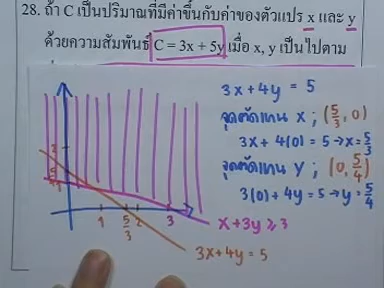 28. ถ้า C เป็นปริมาณที่มีค่าขึ้นกับค่าของตัวแปร x และ y
ด้วยความสัมพันธ์ C = 3x + 5y เมื่อ x, y เป็นไปตาม
3x + 4y = 5
จุดตัดแกน X ; (5/3, 0)
3x + 4(0) = 5 → x = 5/3
จุดตัดแกน Y ; (0, 5/4)
3(0) + 4y = 5 → y = 5/4
x + 3y ≥ 3
3x + 4y = 5
2
5/4
1
1 5/3 2 3